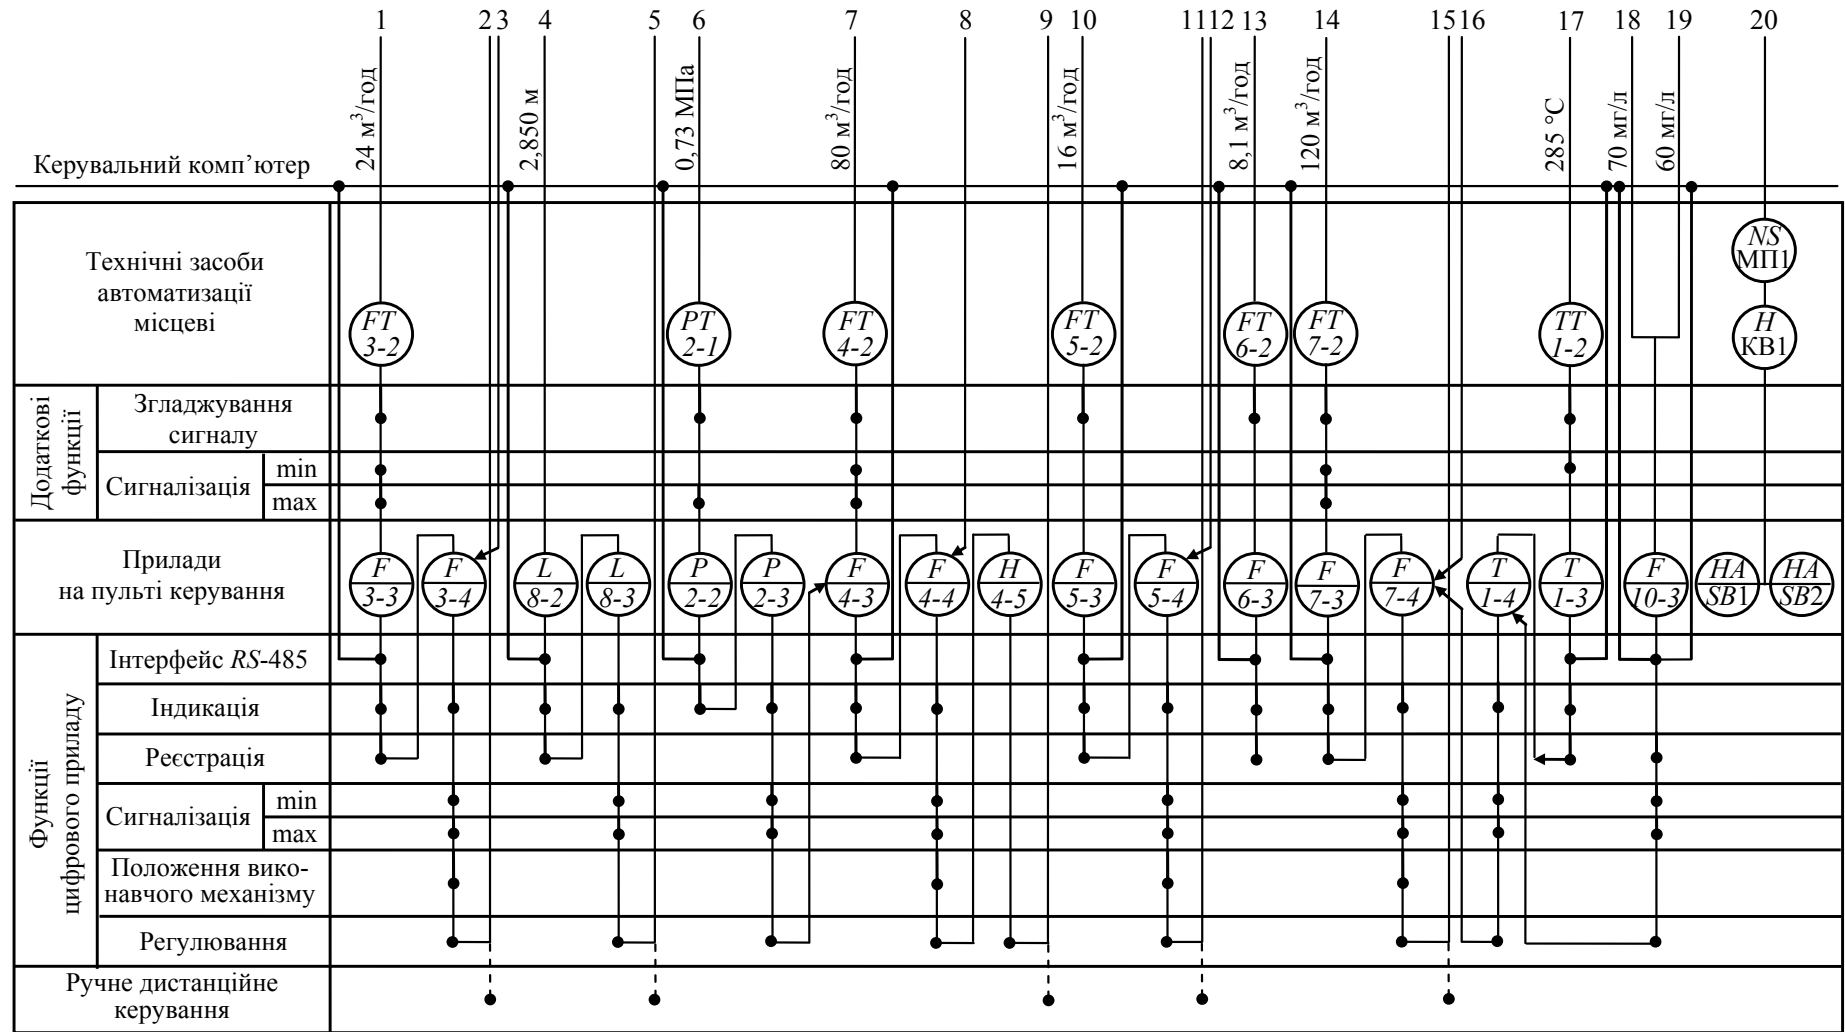 1 2 3 4 5 6 7 8 9 10 11 12 13 14 15 16 17 18 19 20
24 м³/год
2,850 м
0,73 МПа
80 м³/год
16 м³/год
8,1 м³/год
120 м³/год
285 °С
70 мг/л
60 мг/л
Керувальний комп’ютер
Технічні засоби
автоматизації
місцеві
FT
3-2
PT
2-1
FT
4-2
FT
5-2
FT
6-2
FT
7-2
TT
1-2
NS
МП1
H
КВ1
Додаткові
функції
Згладжування
сигналу
Сигналізація
min
max
Прилади
на пульті керування
F
3-3
F
3-4
L
8-2
L
8-3
P
2-2
P
2-3
F
4-3
F
4-4
H
4-5
F
5-3
F
5-4
F
6-3
F
7-3
F
7-4
T
1-4
T
1-3
F
10-3
HA
SB1
HA
SB2
Функції
цифрового приладу
Інтерфейс RS-485
Індикація
Реєстрація
Сигналізація
min
max
Положення вико-
навчого механізму
Регулювання
Ручне дистанційне
керування